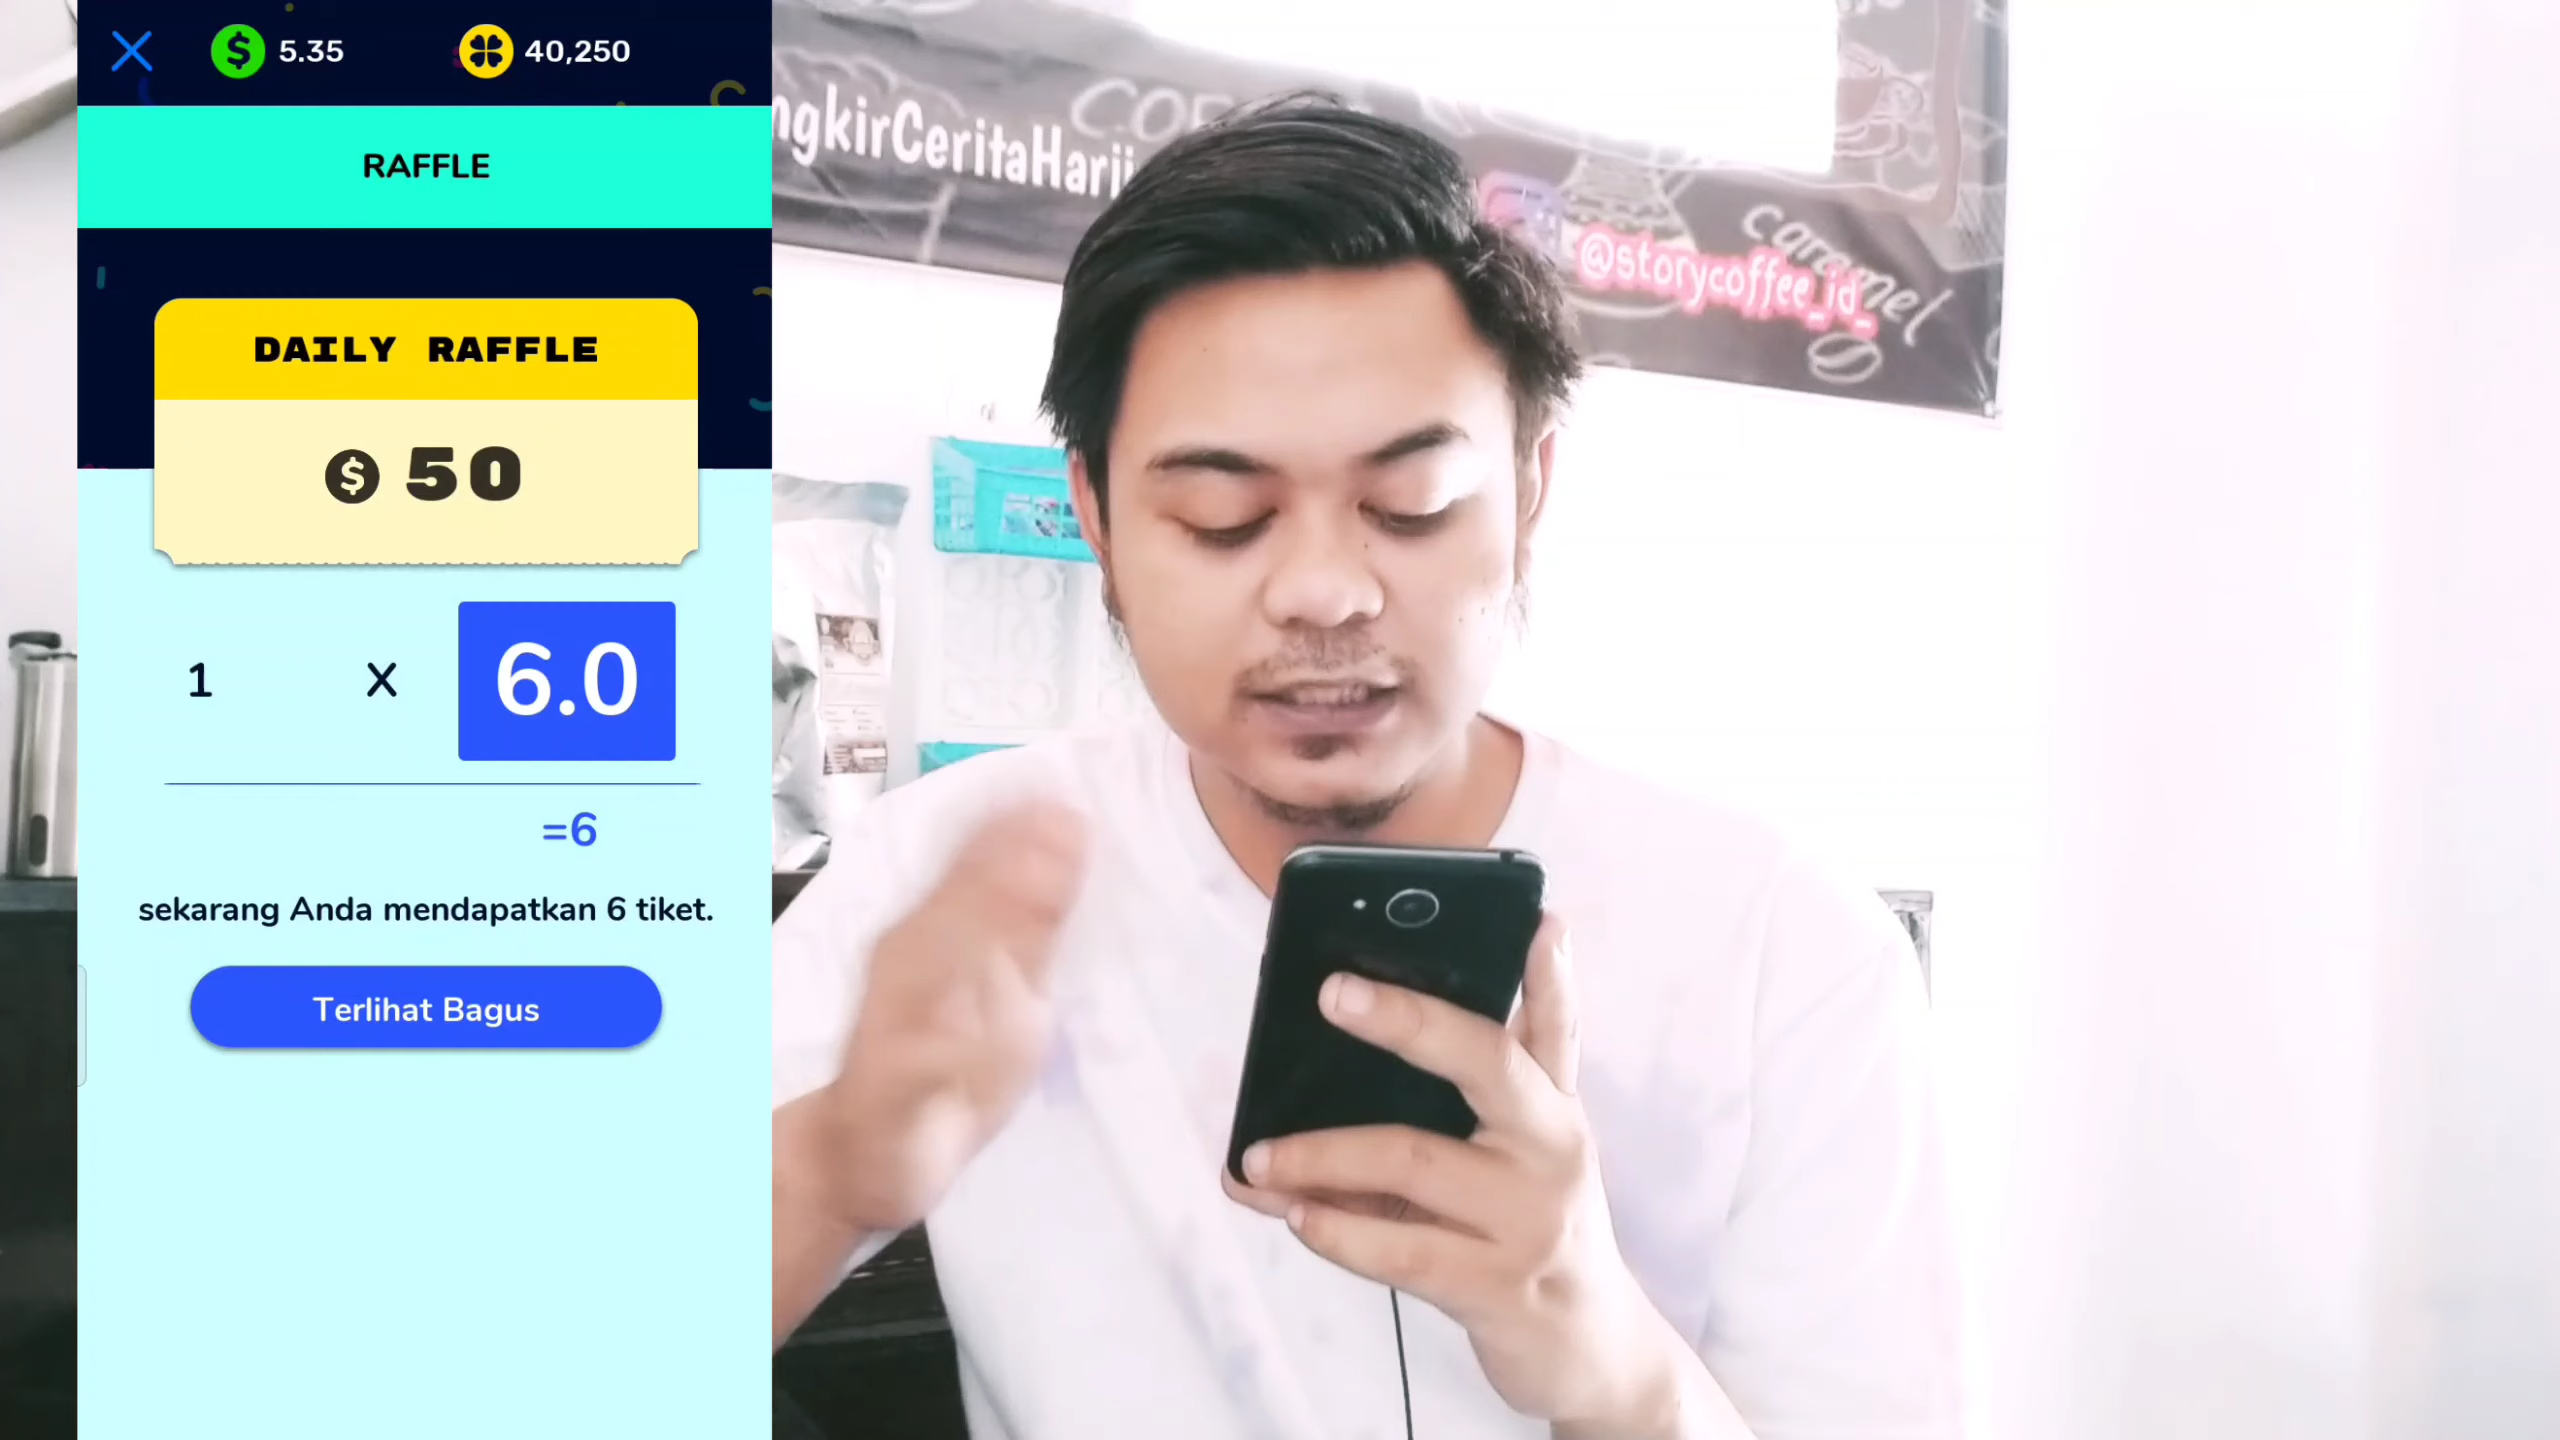 5.35
40,250
RAFFLE
DAILY RAFFLE
$ 50
1 X 6.0
=6
sekarang Anda mendapatkan 6 tiket.
Terlihat Bagus
ngkirCeritaHarii
@storycoffee_id_
caramel